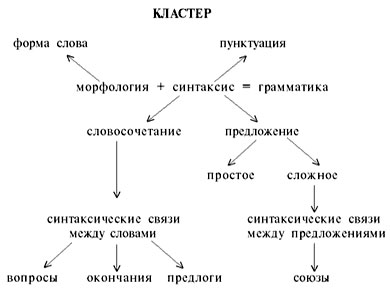 КЛАСТЕР
форма слова пунктуация
морфология + синтаксис = грамматика
словосочетание предложение
простое сложное
синтаксические связи синтаксические связи
между словами между предложениями
вопросы окончания предлоги союзы